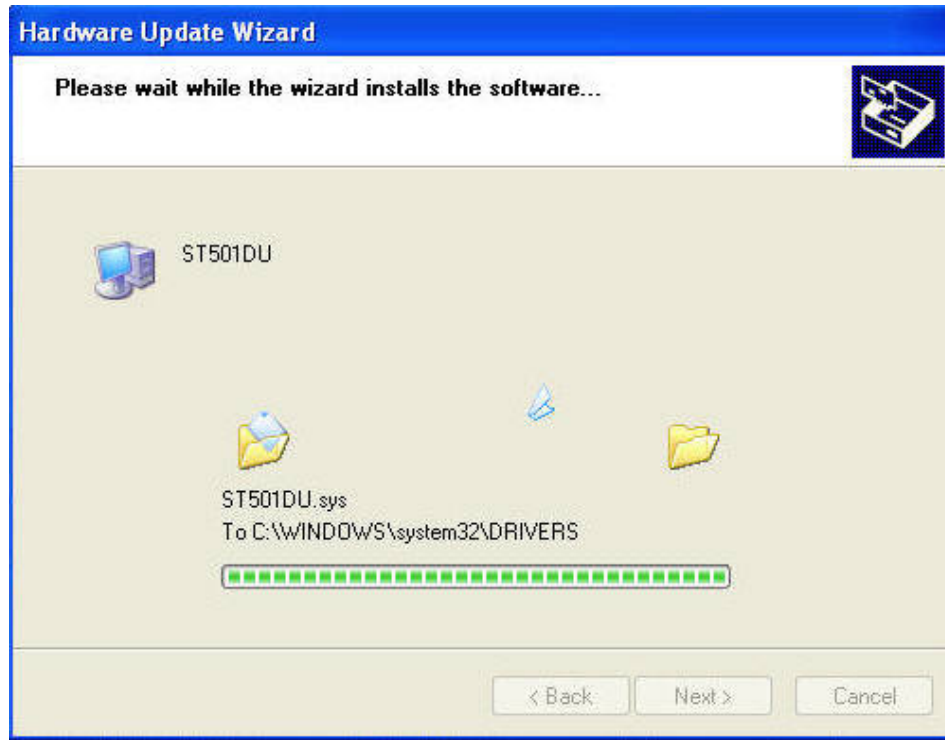 Hardware Update Wizard
Please wait while the wizard installs the software...
ST501DU
ST501DU.sys
To C:\WINDOWS\system32\DRIVERS
< Back
Next >
Cancel